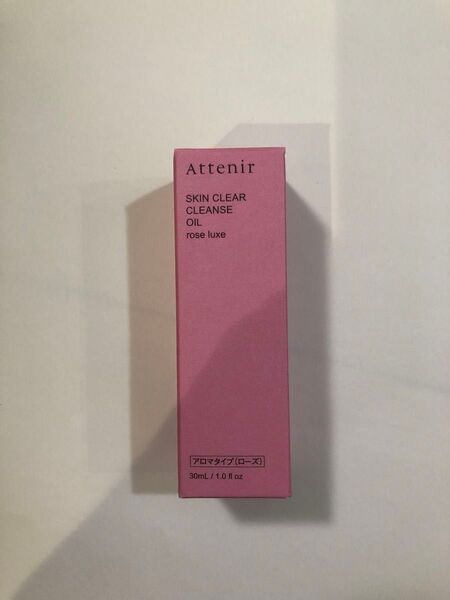 Attenir
SKIN CLEAR
CLEANSE
OIL
rose luxe
アロマタイプ(ローズ)
30mL / 1.0 fl oz